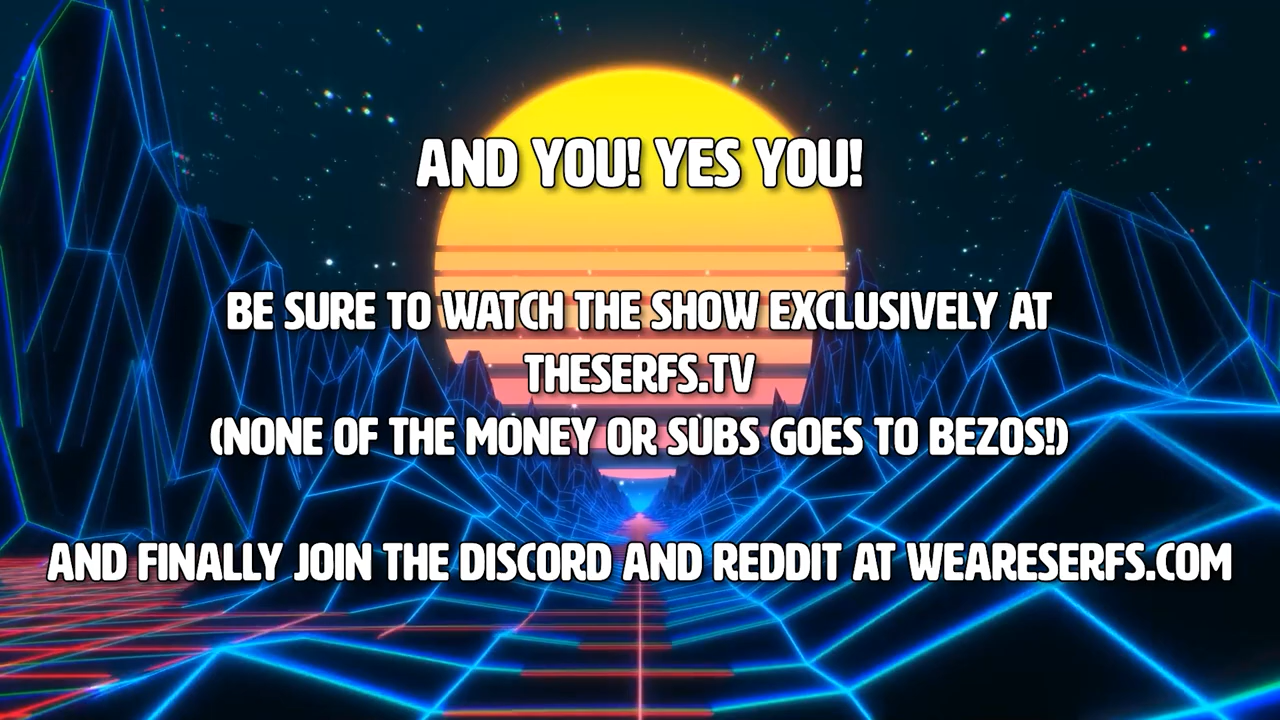 AND YOU! YES YOU!
BE SURE TO WATCH THE SHOW EXCLUSIVELY AT
THESERFS.TV
(NONE OF THE MONEY OR SUBS GOES TO BEZOS!)
AND FINALLY JOIN THE DISCORD AND REDDIT AT WEARESERFS.COM